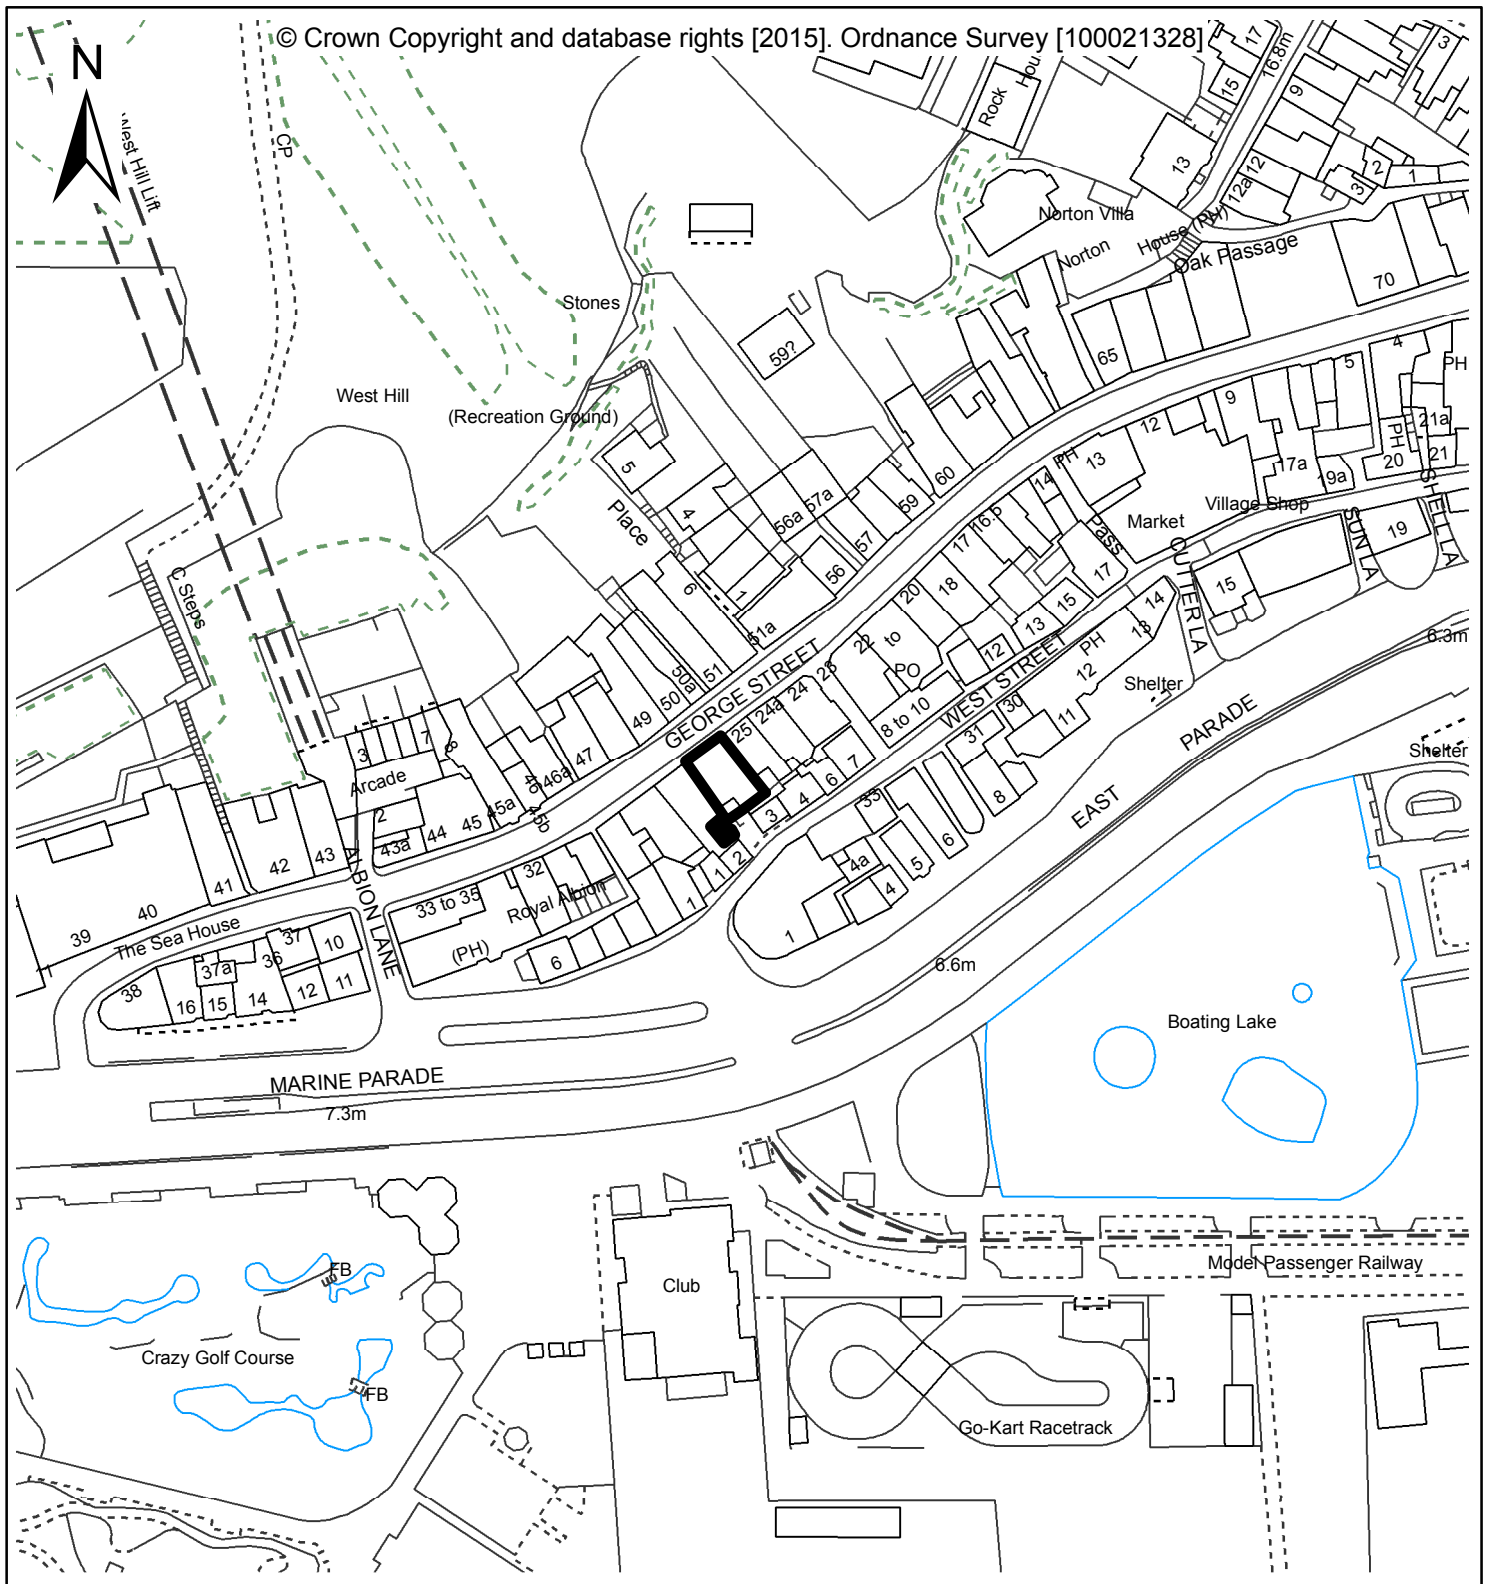 © Crown Copyright and database rights [2015]. Ordnance Survey [100021328]
N
West Hill Lift
CP
Rock
Hou
17
15
16.8m
9
3
13
12
12a
2
3
1
Norton Villa
Norton
House (PH)
Oak Passage
70
Stones
59?
65
4
5
PH
West Hill
(Recreation Ground)
9
12
21a
PH
5
PH
13
17a
20
21
60
14
19a
4
57a
59
56a
Place
16.5
Village Shop
SHELL LA
57
17
Market
Pass
SUN LA
19
CUTTER LA
C Steps
6
1
56
20
18
17
15
15
14
51a
22
to
13
13
6.3m
PO
12
PH
50a
51
GEORGE STREET
23
WEST STREET
12
Shelter
50
24
8 to 10
30
11
PARADE
49
24a
31
Shelter
3
7
8
47
25
7
Arcade
46a
46
6
8
EAST
2
45a
45b
4
33
44
45
3
6
43a
2
5
42
43
ALBION LANE
32
1
4a
41
33 to 35
Royal Albion
1
4
40
39
The Sea House
(PH)
1
37
10
6
6.6m
36
37a
38
16
15
14
12
11
Boating Lake
MARINE PARADE
7.3m
FB
Club
Model Passenger Railway
Crazy Golf Course
FB
Go-Kart Racetrack